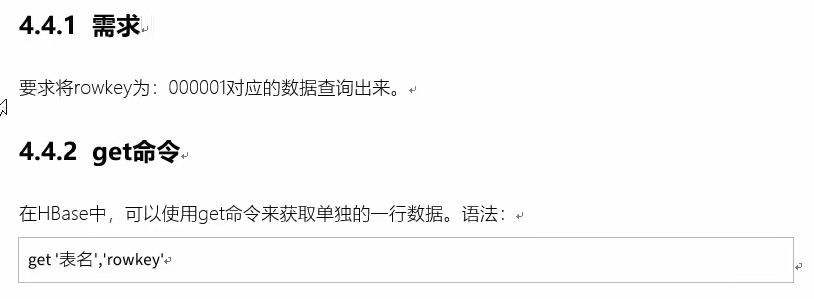 4.4.1 需求
要求将rowkey为：000001对应的数据查询出来。
4.4.2 get命令
在HBase中，可以使用get命令来获取单独的一行数据。语法：
get '表名','rowkey'